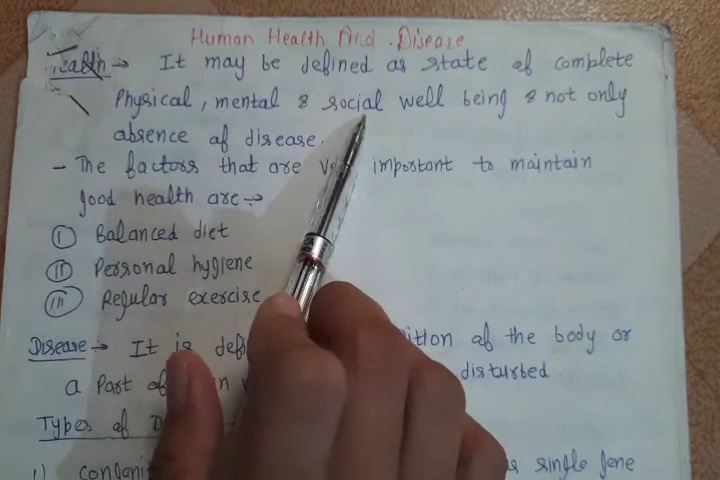 Human Health And Disease
Health → It may be defined as state of complete
Physical, mental & social well being & not only
absence of disease.
- The factors that are important to maintain
good health are →
(i) Balanced diet
(ii) Personal hygiene
(iii) Regular exercise
Disease → It is of the body or
a Part of disturbed.
Types of
1) single gene